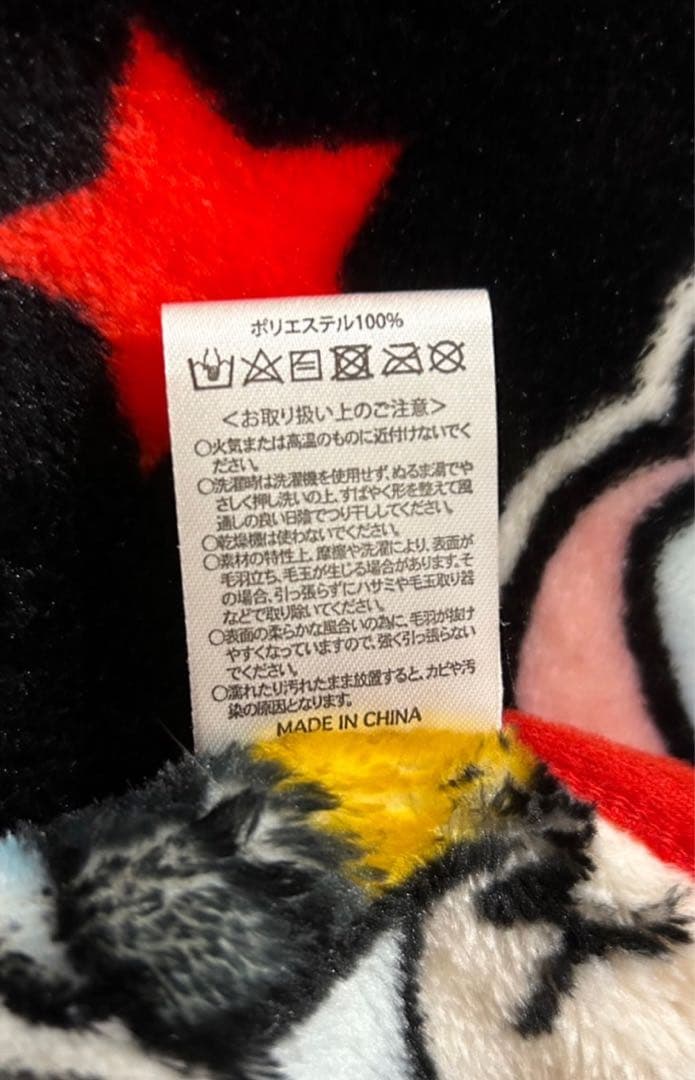 ポリエステル100%
＜お取り扱い上のご注意＞
○火気または高温のものに近付けないでく
ださい。
○洗濯時は洗濯機を使用せず、ぬるま湯でや
さしく押し洗いの上、すばやく形を整えて風
通しの良い日陰でつり干ししてください。
○乾燥機は使わないでください。
○素材の特性上、摩擦や洗濯により、表面が
毛羽立ち、毛玉が生じる場合があります。そ
の場合、引っ張らずにハサミや毛玉取り器
などで取り除いてください。
○表面の柔らかな風合いの為に、毛羽が抜け
やすくなっていますので、強く引っ張らない
でください。
○濡れたり汚れたまま放置すると、カビや汚
染の原因となります。
MADE IN CHINA